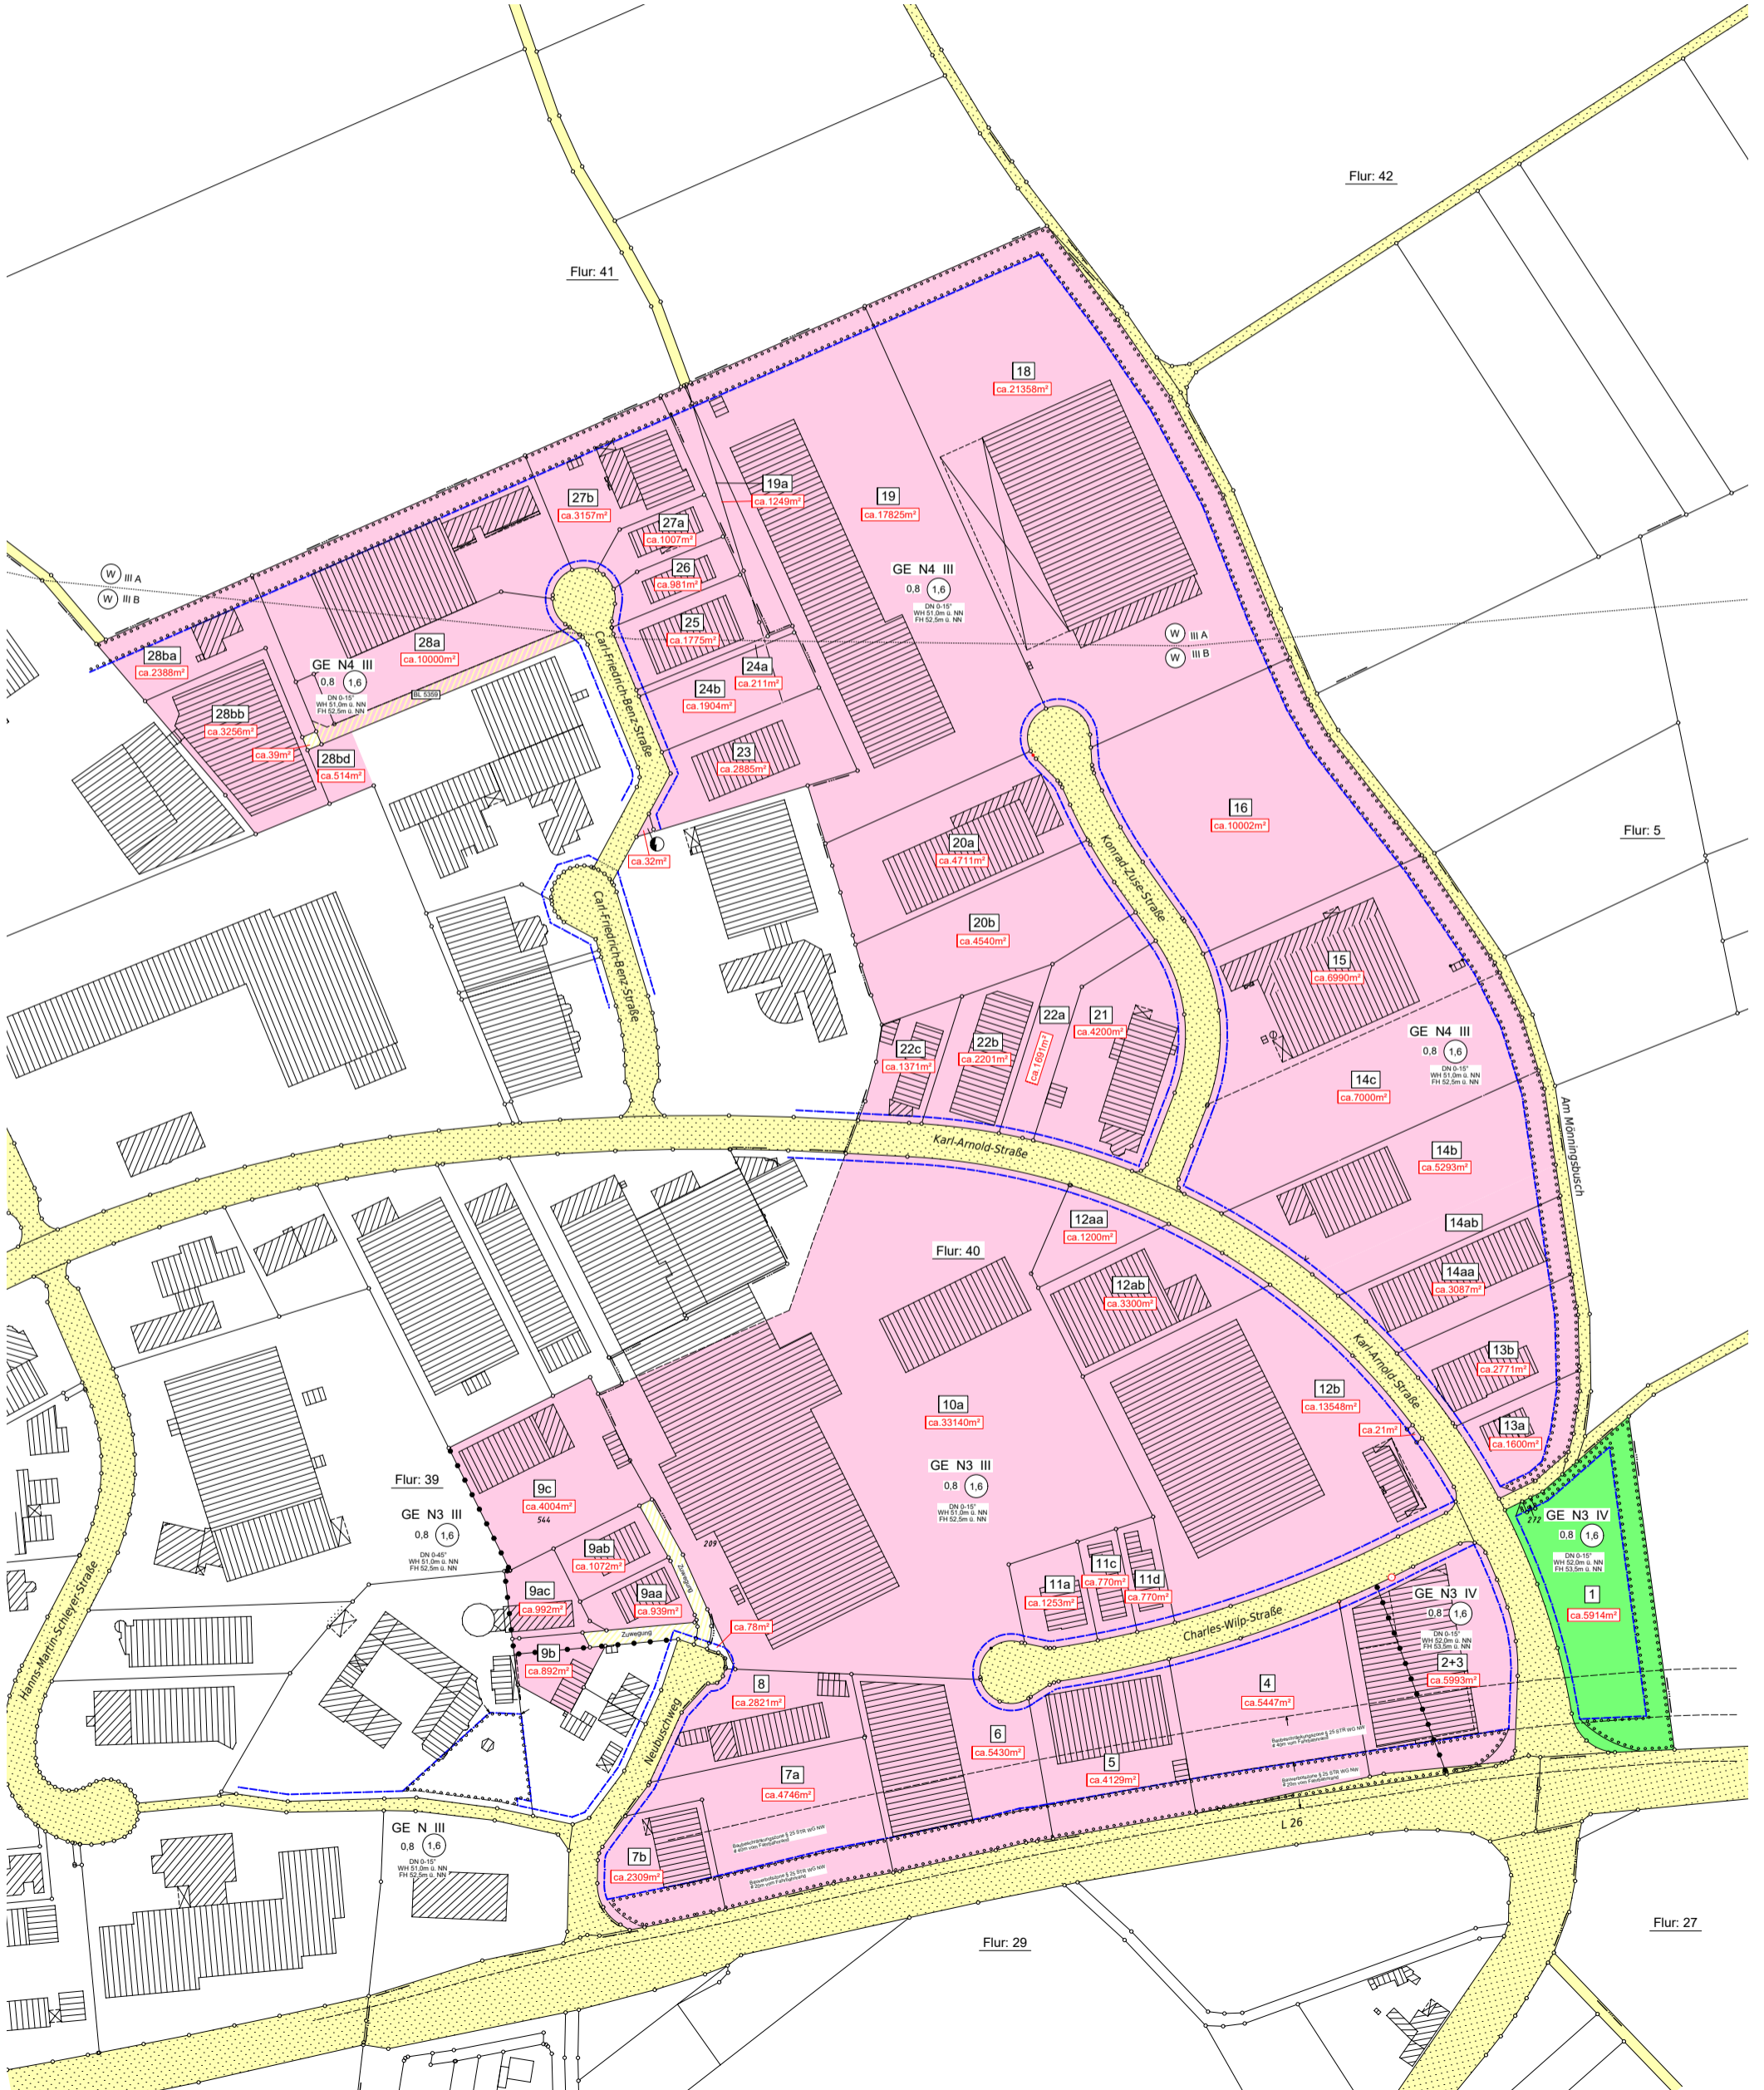 Flur: 42
Flur: 41
18
ca.21358m²
19a
ca.1249m²
19
ca.17825m²
27b
ca.3157m²
27a
ca.1007m²
26
ca.981m²
25
ca.1775m²
24a
ca.211m²
24b
ca.1904m²
23
ca.2885m²
W III A
W III B
GE N4 III
0,8 1,6
DN 0-15°
WH 51,0m ü. NN
FH 52,5m ü. NN
W III A
W III B
28ba
ca.2388m²
28a
ca.10000m²
GE N4 III
0,8 1,6
DN 0-15°
WH 51,0m ü. NN
FH 52,5m ü. NN
BL 5359
28bb
ca.3256m²
ca.39m²
28bd
ca.514m²
Carl-Friedrich-Benz-Straße
ca.32m²
Carl-Friedrich-Benz-Straße
16
ca.10002m²
Flur: 5
20a
ca.4711m²
Konrad-Zuse-Straße
20b
ca.4540m²
15
ca.6990m²
22c
ca.1371m²
22b
ca.2201m²
22a
ca.1691m²
21
ca.4200m²
GE N4 III
0,8 1,6
DN 0-15°
WH 51,0m ü. NN
FH 52,5m ü. NN
14c
ca.7000m²
Am Mönningsbusch
Karl-Arnold-Straße
14b
ca.5293m²
12aa
ca.1200m²
14ab
Flur: 40
12ab
ca.3300m²
14aa
ca.3087m²
Karl-Arnold-Straße
13b
ca.2771m²
12b
ca.13548m²
ca.21m²
13a
ca.1600m²
10a
ca.33140m²
GE N3 III
0,8 1,6
DN 0-15°
WH 51,0m ü. NN
FH 52,5m ü. NN
Flur: 39
GE N3 III
0,8 1,6
DN 0-45°
WH 51,0m ü. NN
FH 52,5m ü. NN
9c
ca.4004m²
544
209
9ab
ca.1072m²
9aa
ca.939m²
9ac
ca.992m²
Zuwegung
Zuwegung
ca.78m²
9b
ca.892m²
11a
ca.1253m²
11c
ca.770m²
11d
ca.770m²
Charles-Wilp-Straße
272
GE N3 IV
0,8 1,6
DN 0-15°
WH 52,0m ü. NN
FH 53,5m ü. NN
1
ca.5914m²
GE N3 IV
0,8 1,6
DN 0-15°
WH 52,0m ü. NN
FH 53,5m ü. NN
2+3
ca.5993m²
Hanns-Martin-Schleyer-Straße
Neubuschweg
8
ca.2821m²
4
ca.5447m²
6
ca.5430m²
5
ca.4129m²
7a
ca.4746m²
7b
ca.2309m²
L 26
GE N III
0,8 1,6
DN 0-15°
WH 51,0m ü. NN
FH 52,5m ü. NN
Flur: 29
Flur: 27